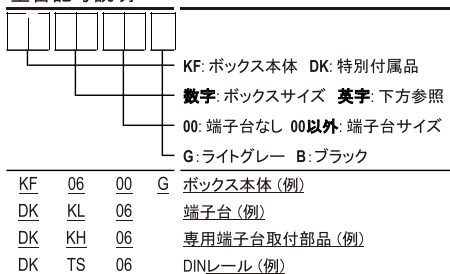 KF: ボックス本体 DK: 特別付属品
数字: ボックスサイズ 英字: 下方参照
00: 端子台なし 00以外: 端子台サイズ
G: ライトグレー B: ブラック
KF 06 00 G ボックス本体 (例)
DK KL 06 端子台 (例)
DK KH 06 専用端子台取付部品 (例)
DK TS 06 DINレール (例)